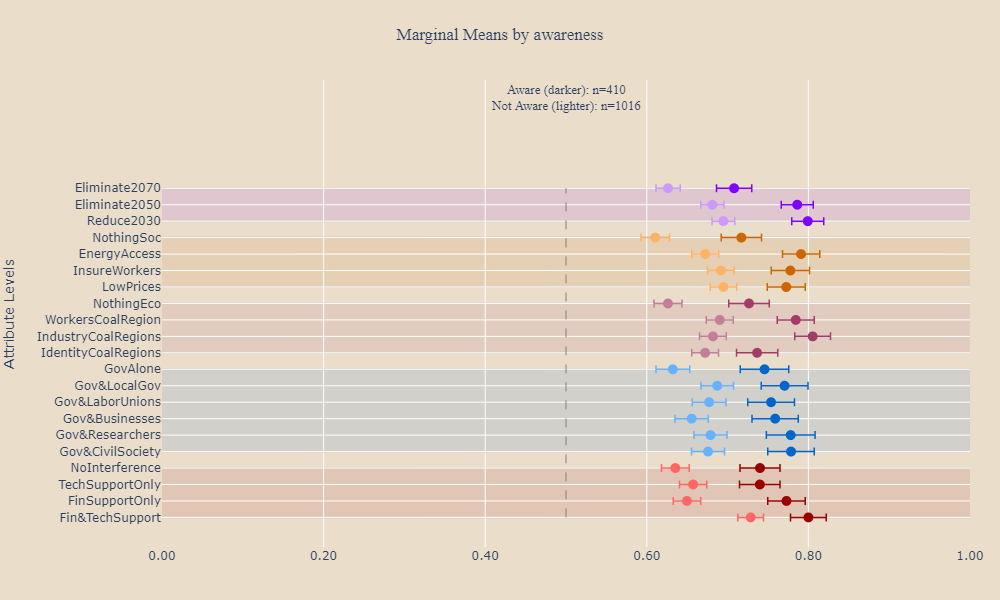 Marginal Means by awareness
Aware (darker): n=410
Not Aware (lighter): n=1016
Attribute Levels
Eliminate2070
Eliminate2050
Reduce2030
NothingSoc
EnergyAccess
InsureWorkers
LowPrices
NothingEco
WorkersCoalRegion
IndustryCoalRegions
IdentityCoalRegions
GovAlone
Gov&LocalGov
Gov&LaborUnions
Gov&Businesses
Gov&Researchers
Gov&CivilSociety
NoInterference
TechSupportOnly
FinSupportOnly
Fin&TechSupport
0.00 0.20 0.40 0.60 0.80 1.00